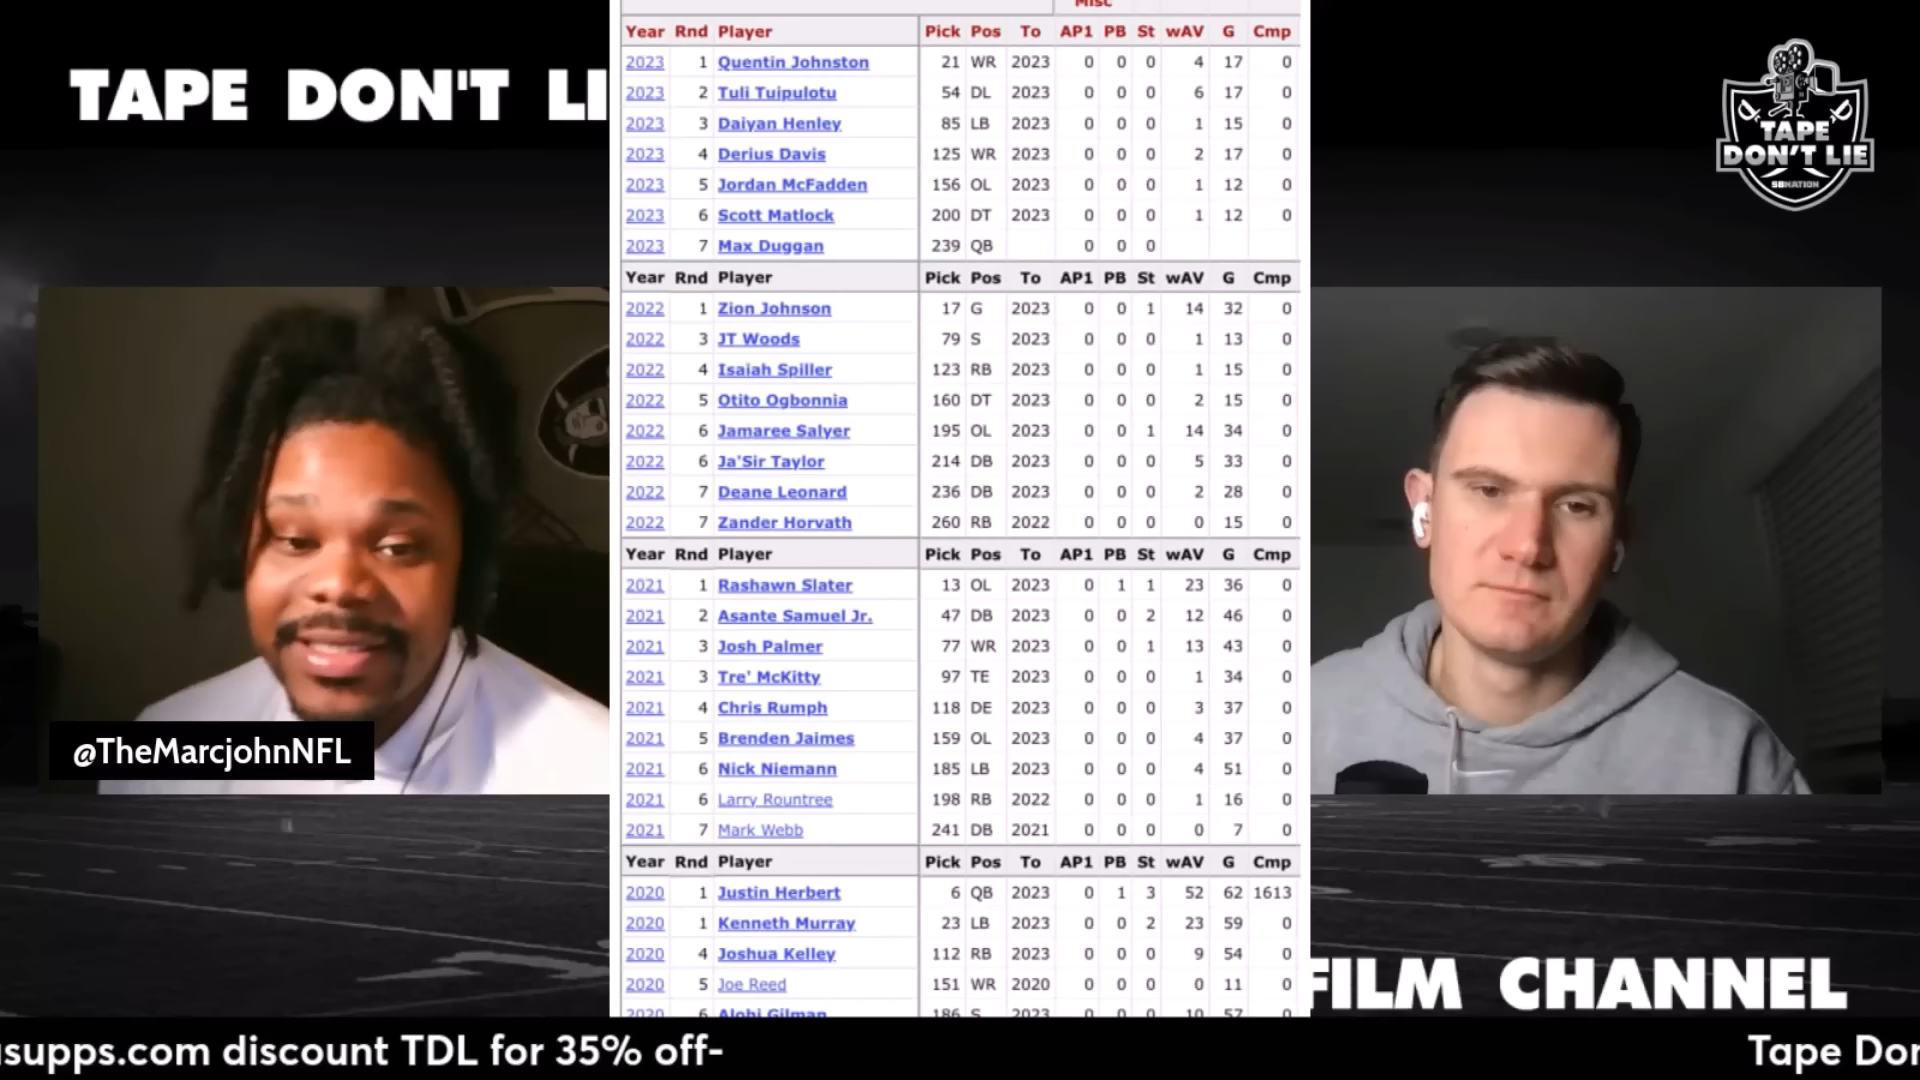 Misc
TAPE DON'T LI
Year Rnd Player Pick Pos To AP1 PB St wAV G Cmp
2023 1 Quentin Johnston 21 WR 2023 0 0 0 4 17 0
2023 2 Tuli Tuipulotu 54 DL 2023 0 0 0 6 17 0
2023 3 Daiyan Henley 85 LB 2023 0 0 0 1 15 0
2023 4 Derius Davis 125 WR 2023 0 0 0 2 17 0
2023 5 Jordan McFadden 156 OL 2023 0 0 0 1 12 0
2023 6 Scott Matlock 200 DT 2023 0 0 0 1 12 0
2023 7 Max Duggan 239 QB 0 0 0
Year Rnd Player Pick Pos To AP1 PB St wAV G Cmp
2022 1 Zion Johnson 17 G 2023 0 0 1 14 32 0
2022 3 JT Woods 79 S 2023 0 0 0 1 13 0
2022 4 Isaiah Spiller 123 RB 2023 0 0 0 1 15 0
2022 5 Otito Ogbonnia 160 DT 2023 0 0 0 2 15 0
2022 6 Jamaree Salyer 195 OL 2023 0 0 1 14 34 0
2022 6 Ja'Sir Taylor 214 DB 2023 0 0 0 5 33 0
2022 7 Deane Leonard 236 DB 2023 0 0 0 2 28 0
2022 7 Zander Horvath 260 RB 2022 0 0 0 0 15 0
Year Rnd Player Pick Pos To AP1 PB St wAV G Cmp
2021 1 Rashawn Slater 13 OL 2023 0 1 1 23 36 0
2021 2 Asante Samuel Jr. 47 DB 2023 0 0 2 12 46 0
2021 3 Josh Palmer 77 WR 2023 0 0 1 13 43 0
2021 3 Tre' McKitty 97 TE 2023 0 0 0 1 34 0
2021 4 Chris Rumph 118 DE 2023 0 0 0 3 37 0
2021 5 Brenden Jaimes 159 OL 2023 0 0 0 4 37 0
2021 6 Nick Niemann 185 LB 2023 0 0 0 4 51 0
2021 6 Larry Rountree 198 RB 2022 0 0 0 1 16 0
2021 7 Mark Webb 241 DB 2021 0 0 0 0 7 0
Year Rnd Player Pick Pos To AP1 PB St wAV G Cmp
2020 1 Justin Herbert 6 QB 2023 0 1 3 52 62 1613
2020 1 Kenneth Murray 23 LB 2023 0 0 2 23 59 0
2020 4 Joshua Kelley 112 RB 2023 0 0 0 9 54 0
2020 5 Joe Reed 151 WR 2020 0 0 0 0 11 0
2020 6 Alohi Gilman 186 S 2023 0 0 0 10 57 0
TAPE
DON'T LIE
SBNATION
@TheMarcjohnNFL
FILM CHANNEL
supps.com discount TDL for 35% off-
Tape Don